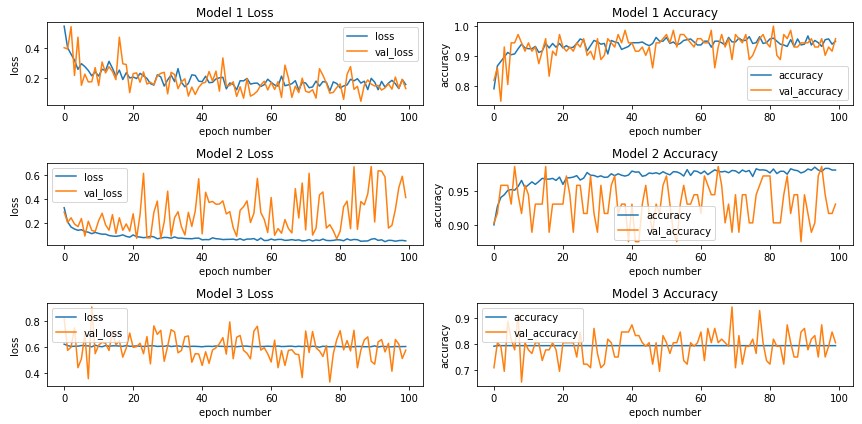 Model 1 Loss
loss
0.4
0.2
loss
val_loss
0 20 40 60 80 100
epoch number
Model 1 Accuracy
accuracy
1.0
0.9
0.8
accuracy
val_accuracy
0 20 40 60 80 100
epoch number
Model 2 Loss
loss
0.6
0.4
0.2
loss
val_loss
0 20 40 60 80 100
epoch number
Model 2 Accuracy
accuracy
0.95
0.90
accuracy
val_accuracy
0 20 40 60 80 100
epoch number
Model 3 Loss
loss
0.8
0.6
0.4
loss
val_loss
0 20 40 60 80 100
epoch number
Model 3 Accuracy
accuracy
0.9
0.8
0.7
accuracy
val_accuracy
0 20 40 60 80 100
epoch number